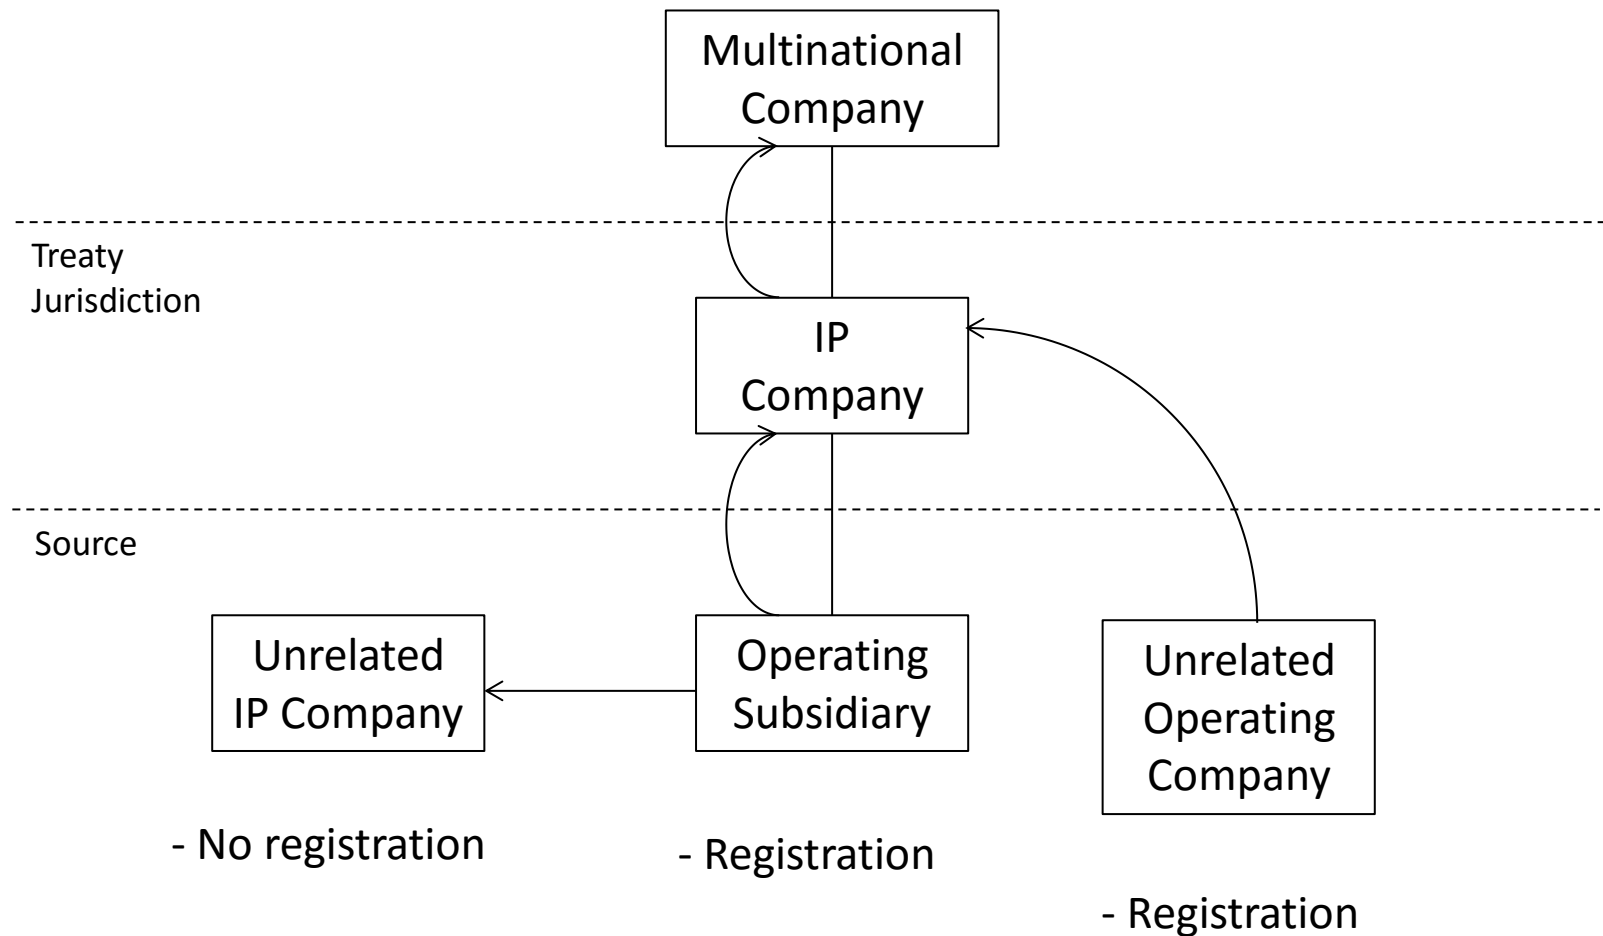 Multinational
Company
Treaty
Jurisdiction
IP
Company
Source
Unrelated
IP Company
Operating
Subsidiary
Unrelated
Operating
Company
- No registration
- Registration
- Registration